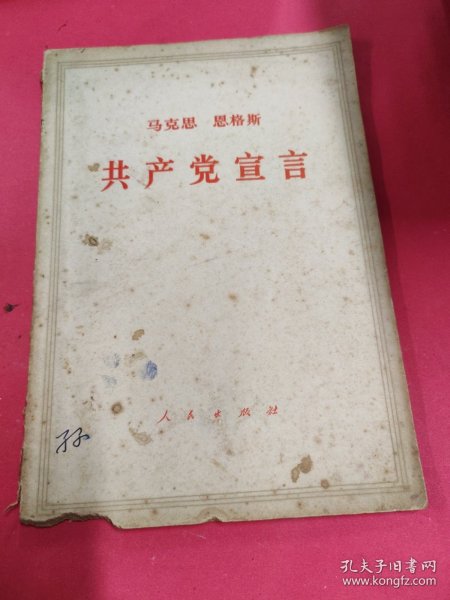 马克思 恩格斯
共产党宣言
人民出版社
孔夫子旧书网
www.kongfz.com